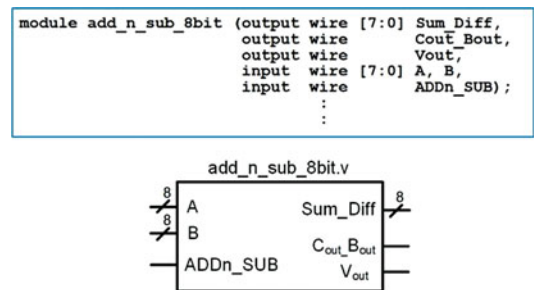 module add_n_sub_8bit (output wire [7:0] Sum_Diff,
output wire Cout_Bout,
output wire Vout,
input wire [7:0] A, B,
input wire ADDn_SUB);
:
:
add_n_sub_8bit.v
8 A Sum_Diff 8
8 B
Cout_Bout
ADDn_SUB
Vout